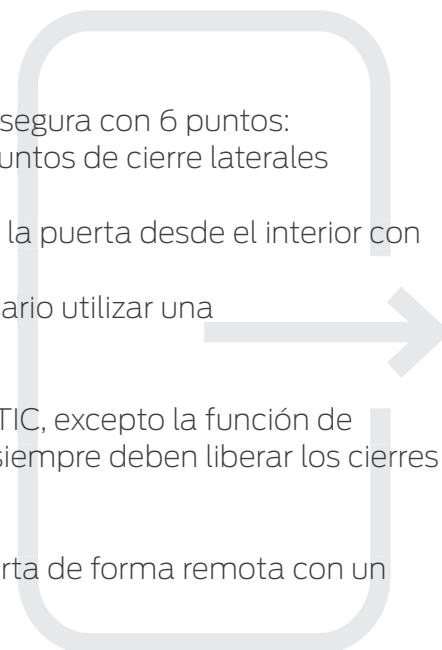 segura con 6 puntos:
untos de cierre laterales
la puerta desde el interior con
sario utilizar una
TIC, excepto la función de
siempre deben liberar los cierres
rta de forma remota con un